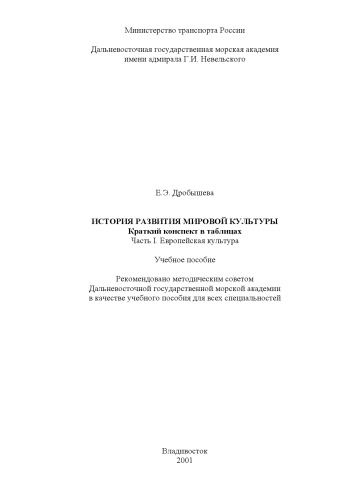 Министерство транспорта России
Дальневосточная государственная морская академия
имени адмирала Г.И. Невельского
Е.Э. Дробышева
ИСТОРИЯ РАЗВИТИЯ МИРОВОЙ КУЛЬТУРЫ
Краткий конспект в таблицах
Часть I. Европейская культура
Учебное пособие
Рекомендовано методическим советом
Дальневосточной государственной морской академии
в качестве учебного пособия для всех специальностей
Владивосток
2001